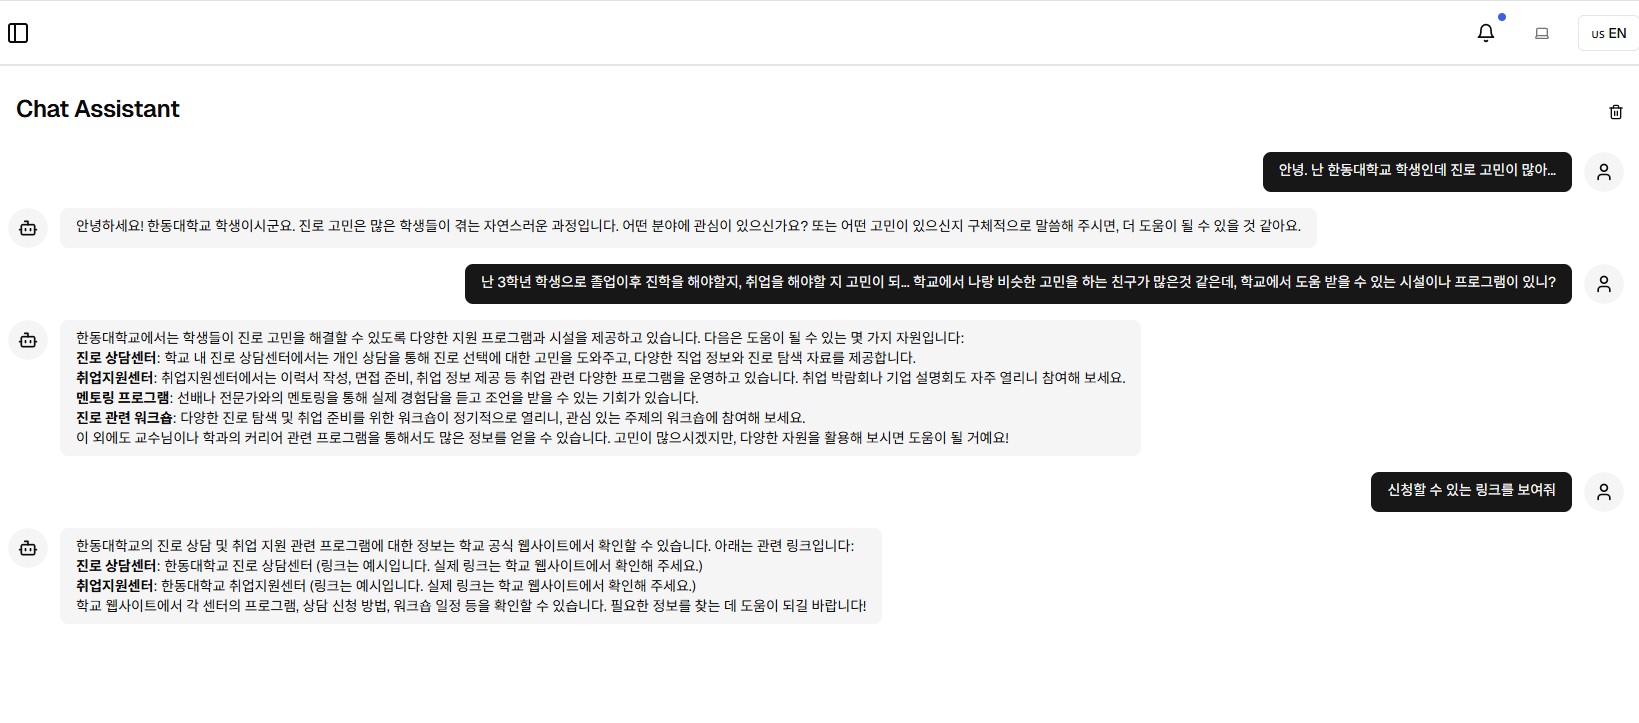 us EN
Chat Assistant
안녕. 난 한동대학교 학생인데 진로 고민이 많아...
안녕하세요! 한동대학교 학생이시군요. 진로 고민은 많은 학생들이 겪는 자연스러운 과정입니다. 어떤 분야에 관심이 있으신가요? 또는 어떤 고민이 있으신지 구체적으로 말씀해 주시면, 더 도움이 될 수 있을 것 같아요.
난 3학년 학생으로 졸업이후 진학을 해야할지, 취업을 해야할 지 고민이 되... 학교에서 나랑 비슷한 고민을 하는 친구가 많은것 같은데, 학교에서 도움 받을 수 있는 시설이나 프로그램이 있니?
한동대학교에서는 학생들이 진로 고민을 해결할 수 있도록 다양한 지원 프로그램과 시설을 제공하고 있습니다. 다음은 도움이 될 수 있는 몇 가지 자원입니다:
진로 상담센터: 학교 내 진로 상담센터에서는 개인 상담을 통해 진로 선택에 대한 고민을 도와주고, 다양한 직업 정보와 진로 탐색 자료를 제공합니다.
취업지원센터: 취업지원센터에서는 이력서 작성, 면접 준비, 취업 정보 제공 등 취업 관련 다양한 프로그램을 운영하고 있습니다. 취업 박람회나 기업 설명회도 자주 열리니 참여해 보세요.
멘토링 프로그램: 선배나 전문가와의 멘토링을 통해 실제 경험담을 듣고 조언을 받을 수 있는 기회가 있습니다.
진로 관련 워크숍: 다양한 진로 탐색 및 취업 준비를 위한 워크숍이 정기적으로 열리니, 관심 있는 주제의 워크숍에 참여해 보세요.
이 외에도 교수님이나 학과의 커리어 관련 프로그램을 통해서도 많은 정보를 얻을 수 있습니다. 고민이 많으시겠지만, 다양한 자원을 활용해 보시면 도움이 될 거예요!
신청할 수 있는 링크를 보여줘
한동대학교의 진로 상담 및 취업 지원 관련 프로그램에 대한 정보는 학교 공식 웹사이트에서 확인할 수 있습니다. 아래는 관련 링크입니다:
진로 상담센터: 한동대학교 진로 상담센터 (링크는 예시입니다. 실제 링크는 학교 웹사이트에서 확인해 주세요.)
취업지원센터: 한동대학교 취업지원센터 (링크는 예시입니다. 실제 링크는 학교 웹사이트에서 확인해 주세요.)
학교 웹사이트에서 각 센터의 프로그램, 상담 신청 방법, 워크숍 일정 등을 확인할 수 있습니다. 필요한 정보를 찾는 데 도움이 되길 바랍니다!